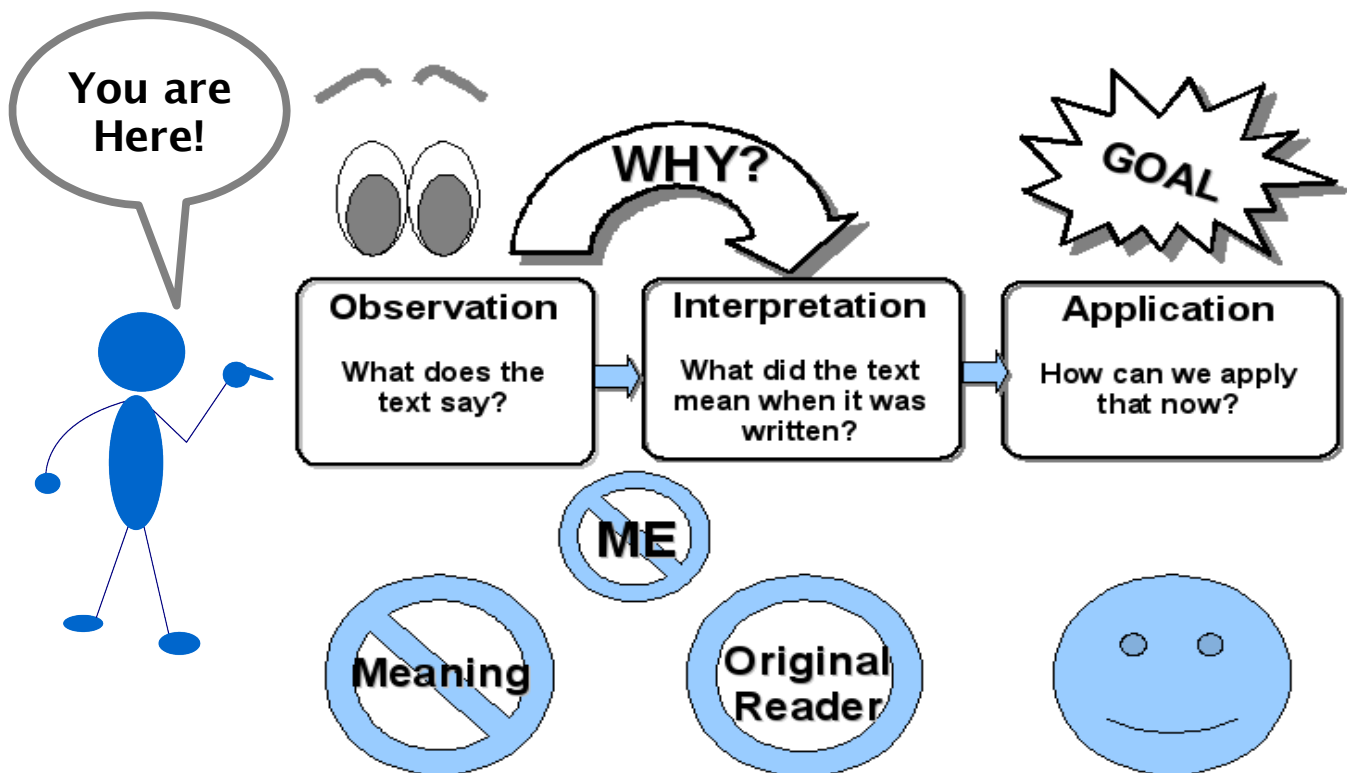 You are
Here!
WHY?
GOAL
Observation
What does the
text say?
Interpretation
What did the text
mean when it was
written?
Application
How can we apply
that now?
ME
Meaning
Original
Reader